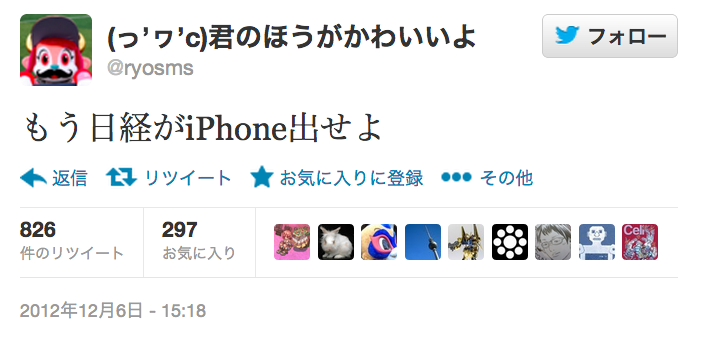 (っ’ヮ’c)君のほうがかわいいよ
@ryosms
フォロー
もう日経がiPhone出せよ
返信 リツイート お気に入りに登録 その他
826 297
件のリツイート お気に入り
Cell
2012年12月6日 - 15:18